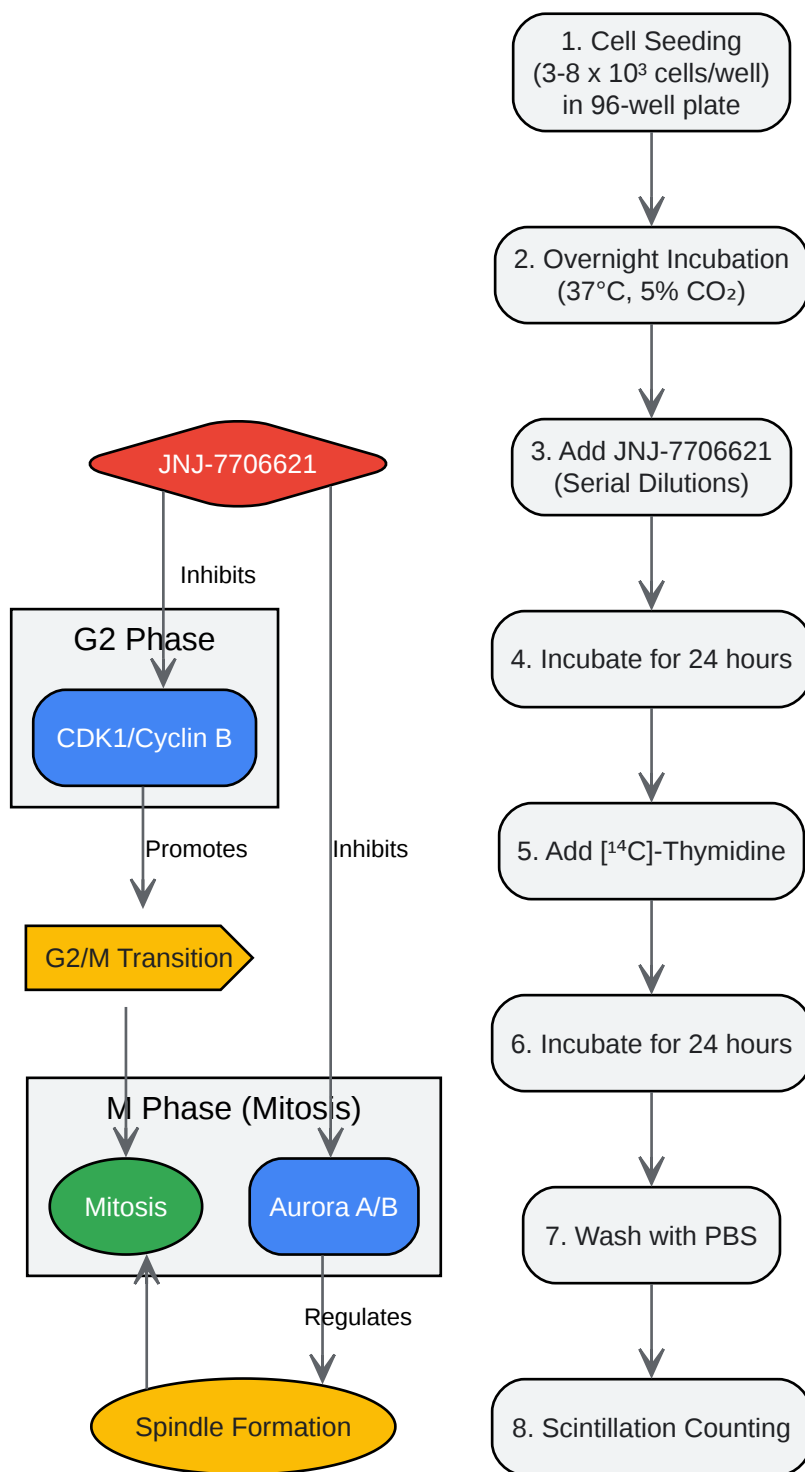 JNJ-7706621
Inhibits
G2 Phase
CDK1/Cyclin B
Promotes
Inhibits
G2/M Transition
M Phase (Mitosis)
Mitosis
Aurora A/B
Regulates
Spindle Formation
1. Cell Seeding
(3-8 x 10³ cells/well)
in 96-well plate
2. Overnight Incubation
(37°C, 5% CO₂)
3. Add JNJ-7706621
(Serial Dilutions)
4. Incubate for 24 hours
5. Add [¹⁴C]-Thymidine
6. Incubate for 24 hours
7. Wash with PBS
8. Scintillation Counting